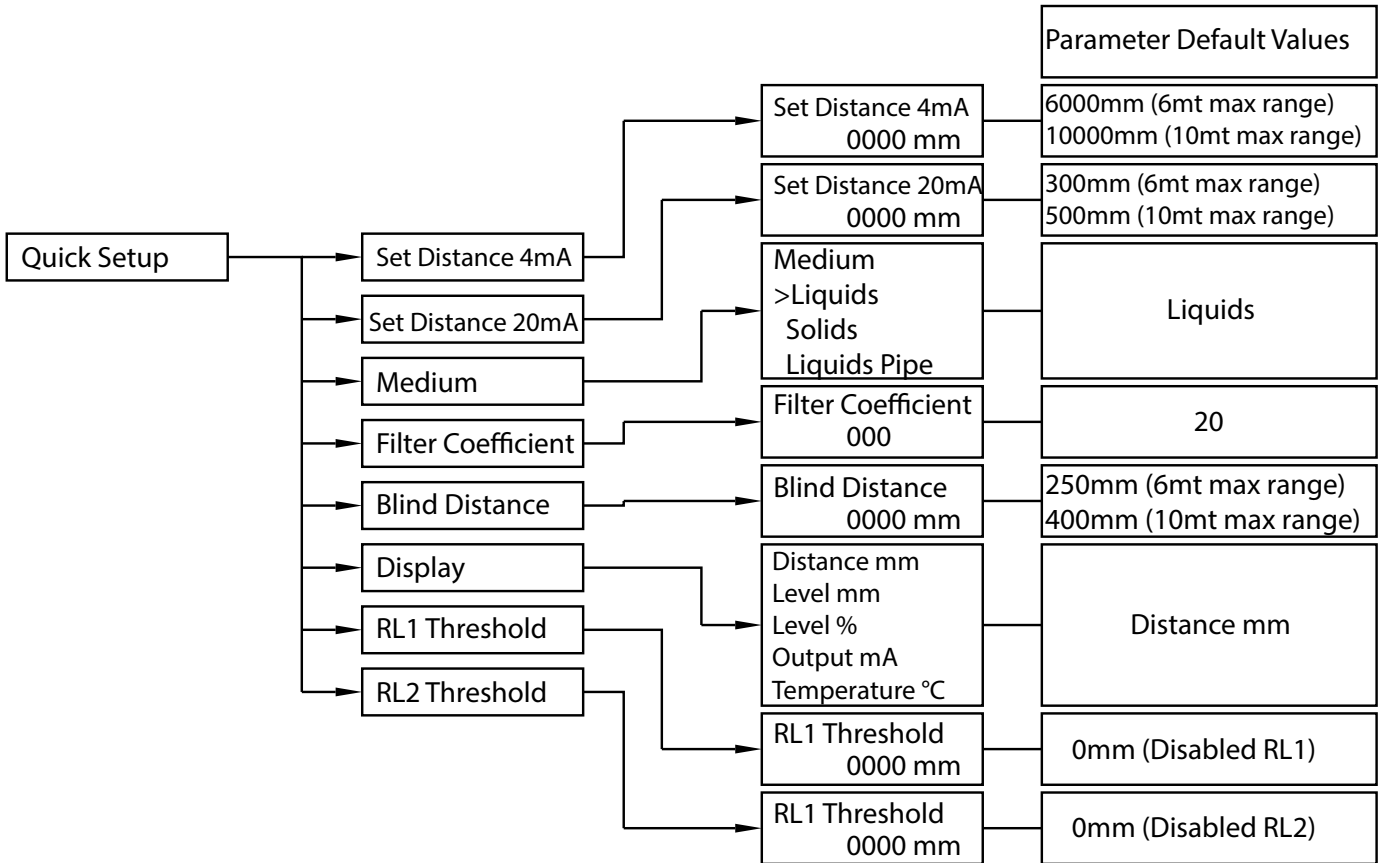 Parameter Default Values
Quick Setup
Set Distance 4mA
Set Distance 20mA
Medium
Filter Coefficient
Blind Distance
Display
RL1 Threshold
RL2 Threshold
Set Distance 4mA
0000 mm
6000mm (6mt max range)
10000mm (10mt max range)
Set Distance 20mA
0000 mm
300mm (6mt max range)
500mm (10mt max range)
Medium
>Liquids
Solids
Liquids Pipe
Liquids
Filter Coefficient
000
20
Blind Distance
0000 mm
250mm (6mt max range)
400mm (10mt max range)
Distance mm
Level mm
Level %
Output mA
Temperature °C
Distance mm
RL1 Threshold
0000 mm
0mm (Disabled RL1)
RL1 Threshold
0000 mm
0mm (Disabled RL2)